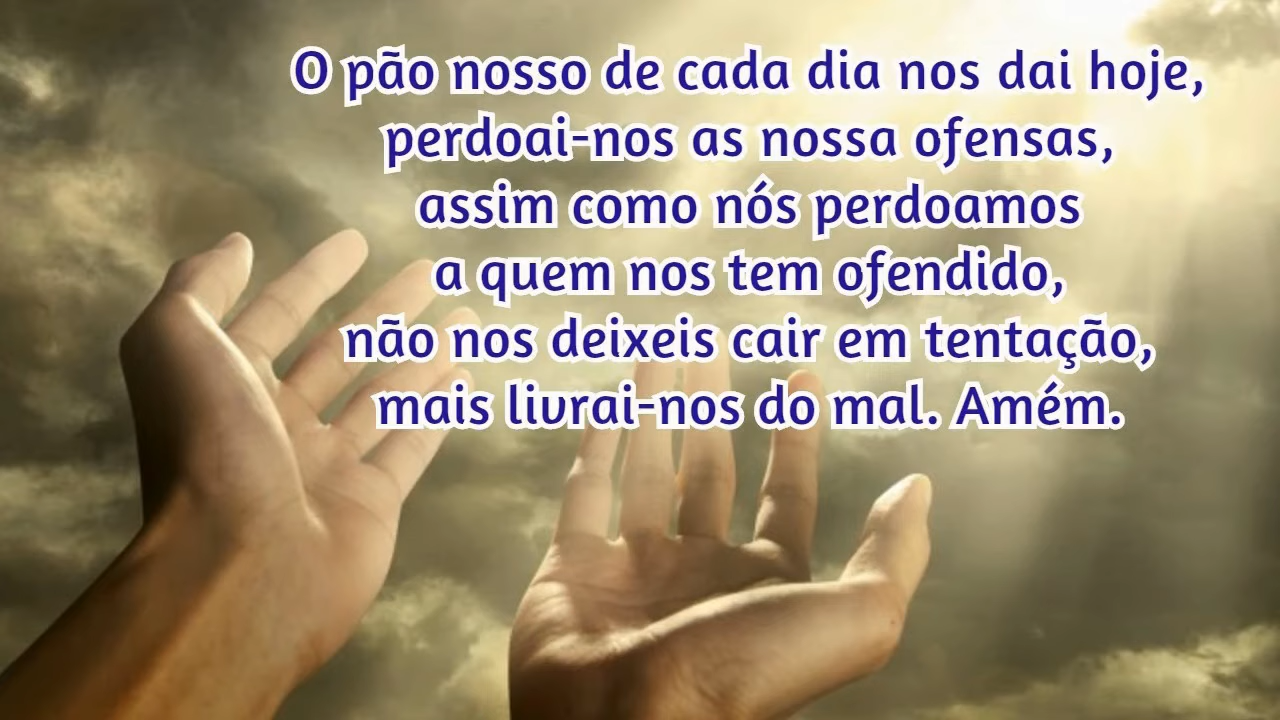 O pão nosso de cada dia nos dai hoje,
perdoai-nos as nossa ofensas,
assim como nós perdoamos
a quem nos tem ofendido,
não nos deixeis cair em tentação,
mais livrai-nos do mal. Amém.